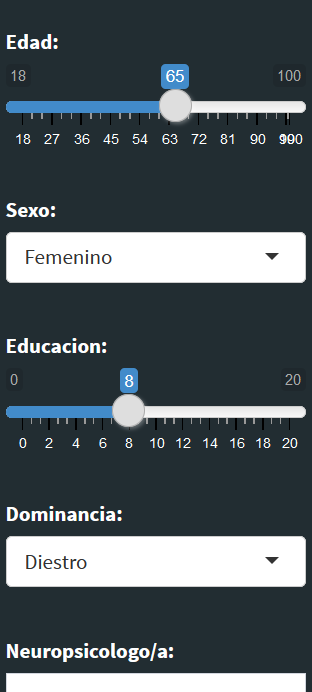 Edad:
18 65 100
18 27 36 45 54 63 72 81 90 100
Sexo:
Femenino
Educacion:
0 8 20
0 2 4 6 8 10 12 14 16 18 20
Dominancia:
Diestro
Neuropsicologo/a: